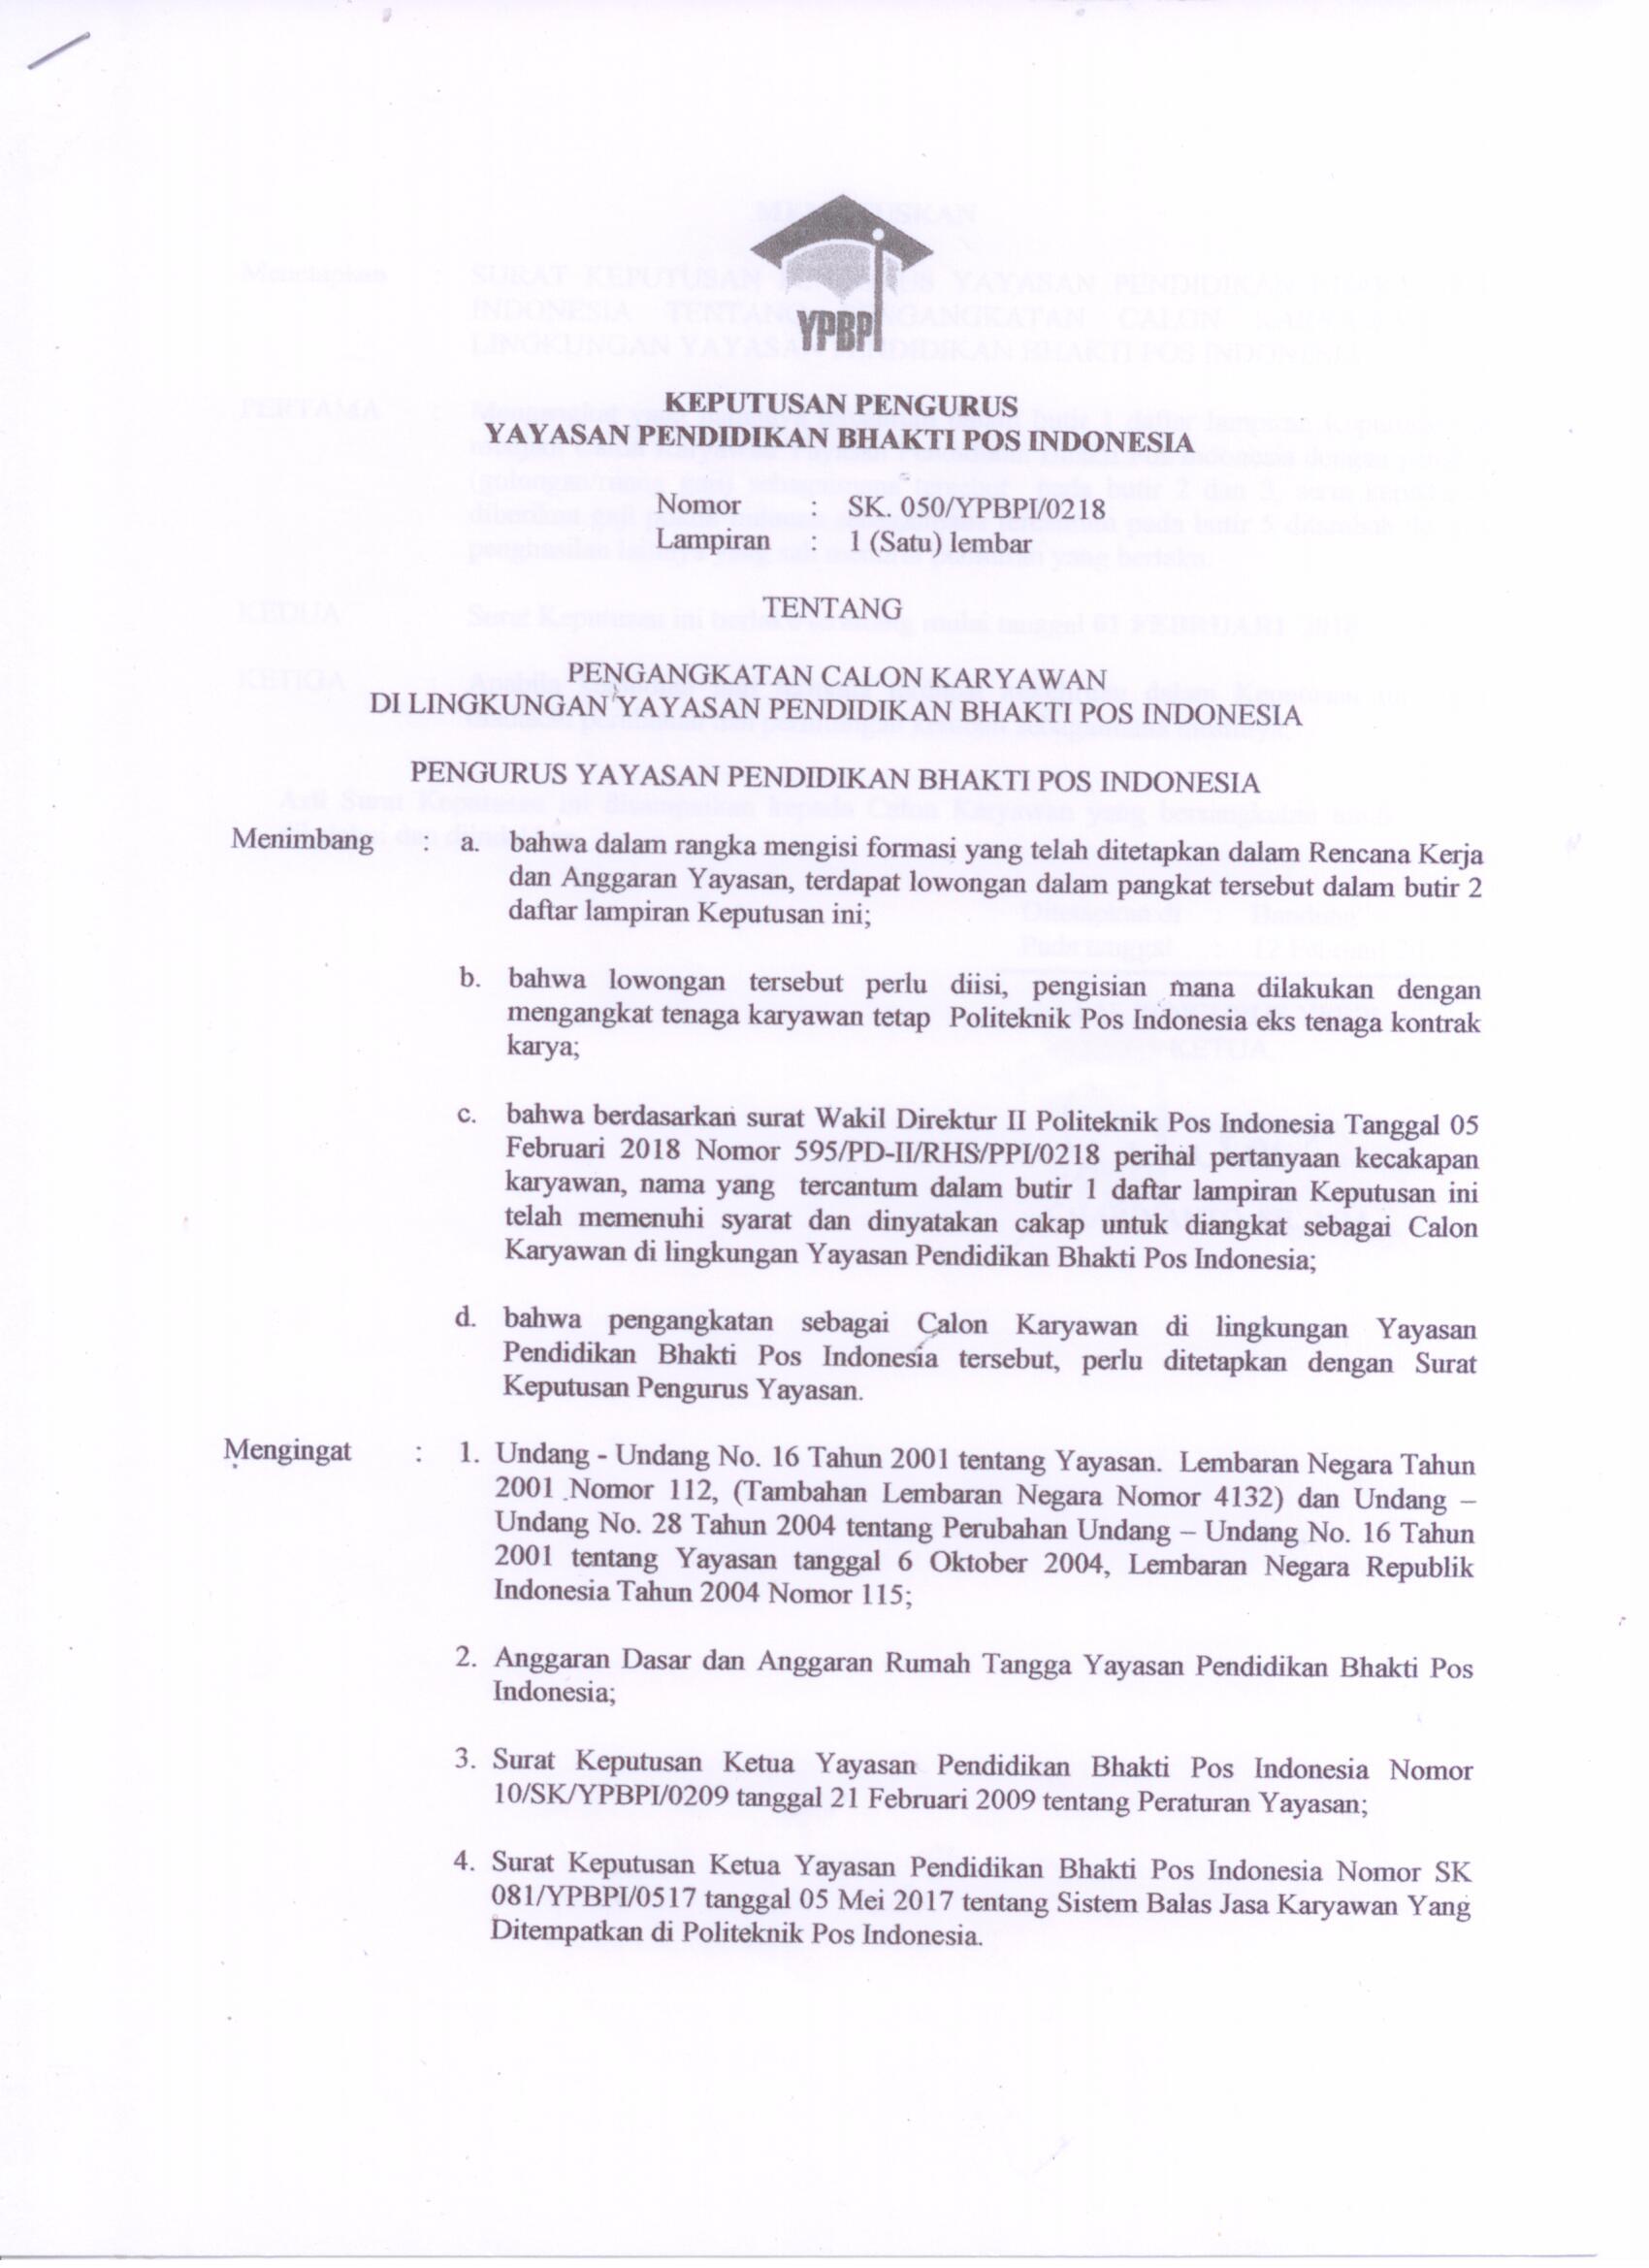 YPBPI
KEPUTUSAN PENGURUS
YAYASAN PENDIDIKAN BHAKTI POS INDONESIA
Nomor : SK. 050/YPBPI/0218
Lampiran : 1 (Satu) lembar
TENTANG
PENGANGKATAN CALON KARYAWAN
DI LINGKUNGAN YAYASAN PENDIDIKAN BHAKTI POS INDONESIA
PENGURUS YAYASAN PENDIDIKAN BHAKTI POS INDONESIA
Menimbang : a. bahwa dalam rangka mengisi formasi yang telah ditetapkan dalam Rencana Kerja
dan Anggaran Yayasan, terdapat lowongan dalam pangkat tersebut dalam butir 2
daftar lampiran Keputusan ini;
b. bahwa lowongan tersebut perlu diisi, pengisian mana dilakukan dengan
mengangkat tenaga karyawan tetap Politeknik Pos Indonesia eks tenaga kontrak
karya;
c. bahwa berdasarkan surat Wakil Direktur II Politeknik Pos Indonesia Tanggal 05
Februari 2018 Nomor 595/PD-II/RHS/PPI/0218 perihal pertanyaan kecakapan
karyawan, nama yang tercantum dalam butir 1 daftar lampiran Keputusan ini
telah memenuhi syarat dan dinyatakan cakap untuk diangkat sebagai Calon
Karyawan di lingkungan Yayasan Pendidikan Bhakti Pos Indonesia;
d. bahwa pengangkatan sebagai Calon Karyawan di lingkungan Yayasan
Pendidikan Bhakti Pos Indonesia tersebut, perlu ditetapkan dengan Surat
Keputusan Pengurus Yayasan.
Mengingat : 1. Undang - Undang No. 16 Tahun 2001 tentang Yayasan. Lembaran Negara Tahun
2001 Nomor 112, (Tambahan Lembaran Negara Nomor 4132) dan Undang –
Undang No. 28 Tahun 2004 tentang Perubahan Undang – Undang No. 16 Tahun
2001 tentang Yayasan tanggal 6 Oktober 2004, Lembaran Negara Republik
Indonesia Tahun 2004 Nomor 115;
2. Anggaran Dasar dan Anggaran Rumah Tangga Yayasan Pendidikan Bhakti Pos
Indonesia;
3. Surat Keputusan Ketua Yayasan Pendidikan Bhakti Pos Indonesia Nomor
10/SK/YPBPI/0209 tanggal 21 Februari 2009 tentang Peraturan Yayasan;
4. Surat Keputusan Ketua Yayasan Pendidikan Bhakti Pos Indonesia Nomor SK
081/YPBPI/0517 tanggal 05 Mei 2017 tentang Sistem Balas Jasa Karyawan Yang
Ditempatkan di Politeknik Pos Indonesia.